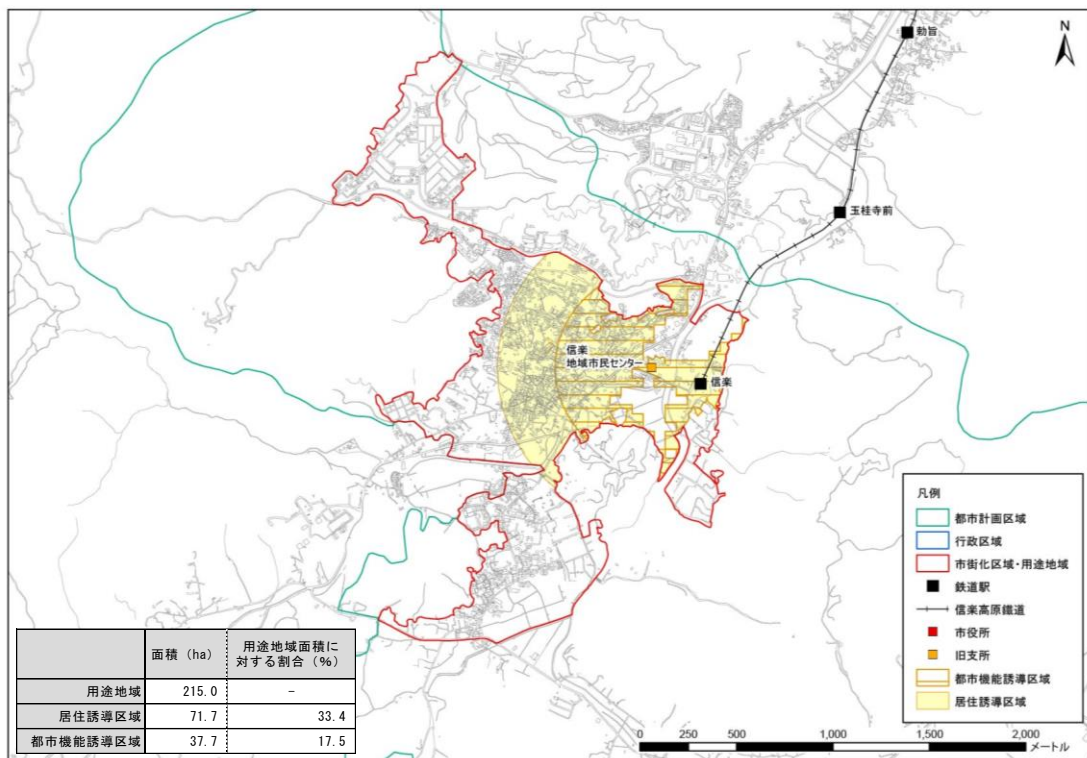 N
勅旨
玉桂寺前
信楽
地域市民センター
信楽
凡例
都市計画区域
行政区域
市街化区域・用途地域
鉄道駅
信楽高原鐵道
市役所
旧支所
都市機能誘導区域
居住誘導区域
面積（ha） 用途地域面積に
対する割合（%）
用途地域 215.0 －
居住誘導区域 71.7 33.4
都市機能誘導区域 37.7 17.5
0 250 500 1,000 1,500 2,000
メートル